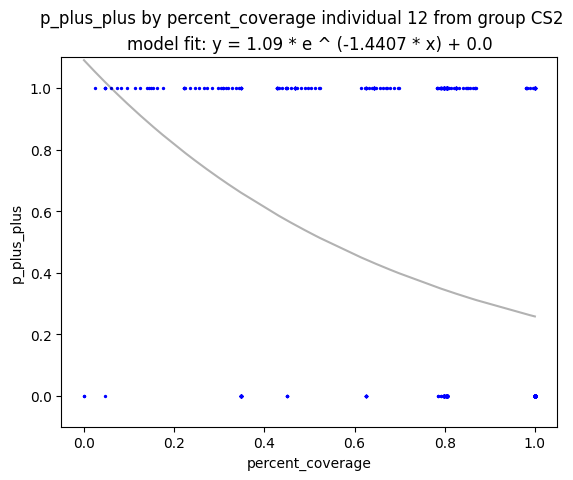 p_plus_plus by percent_coverage individual 12 from group CS2
model fit: y = 1.09 * e ^ (-1.4407 * x) + 0.0
1.0
0.8
0.6
0.4
0.2
0.0
p_plus_plus
0.0 0.2 0.4 0.6 0.8 1.0
percent_coverage